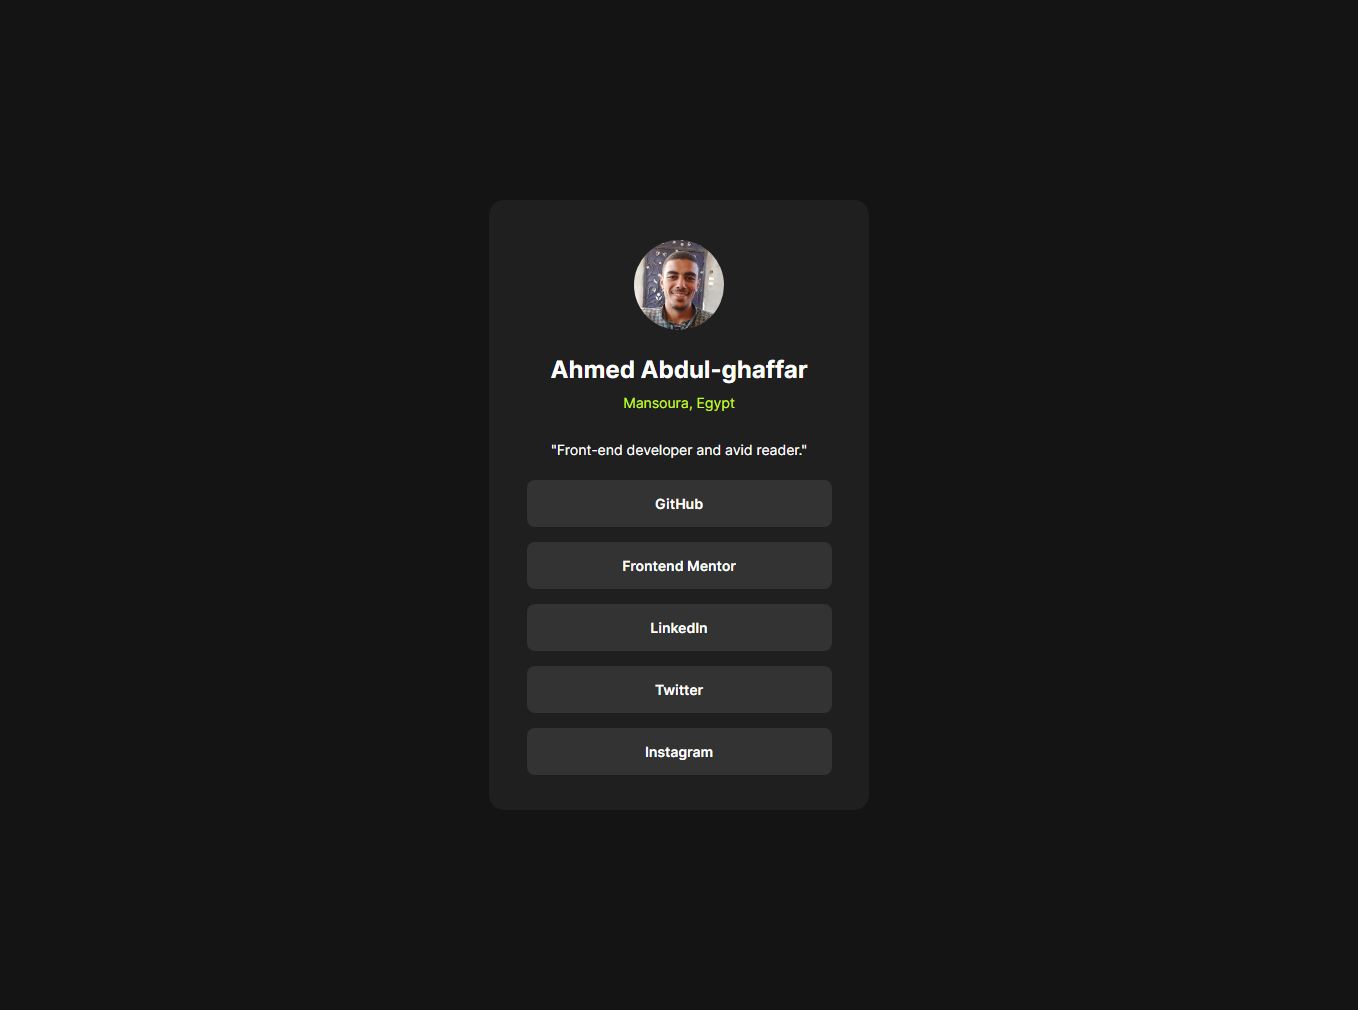 Ahmed Abdul-ghaffar
Mansoura, Egypt
"Front-end developer and avid reader."
GitHub
Frontend Mentor
LinkedIn
Twitter
Instagram